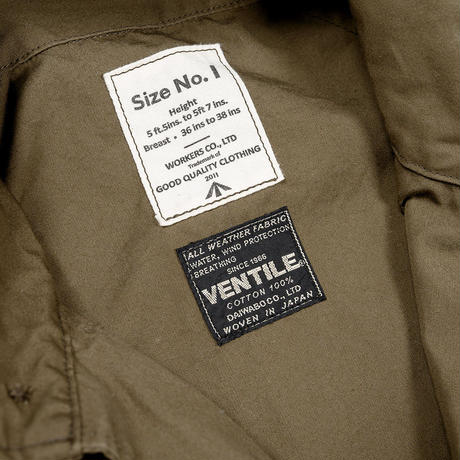 Size No. 1
Height
5 ft.5ins. to 5ft 7 ins.
Breast • 36 ins to 38 ins
WORKERS CO., LTD
Trademark of
GOOD QUALITY CLOTHING
2011
ALL WEATHER FABRIC
WATER, WIND PROTECTION
BREATHING
SINCE 1966
VENTILE®
COTTON 100%
DAIWABO CO., LTD
WOVEN IN JAPAN